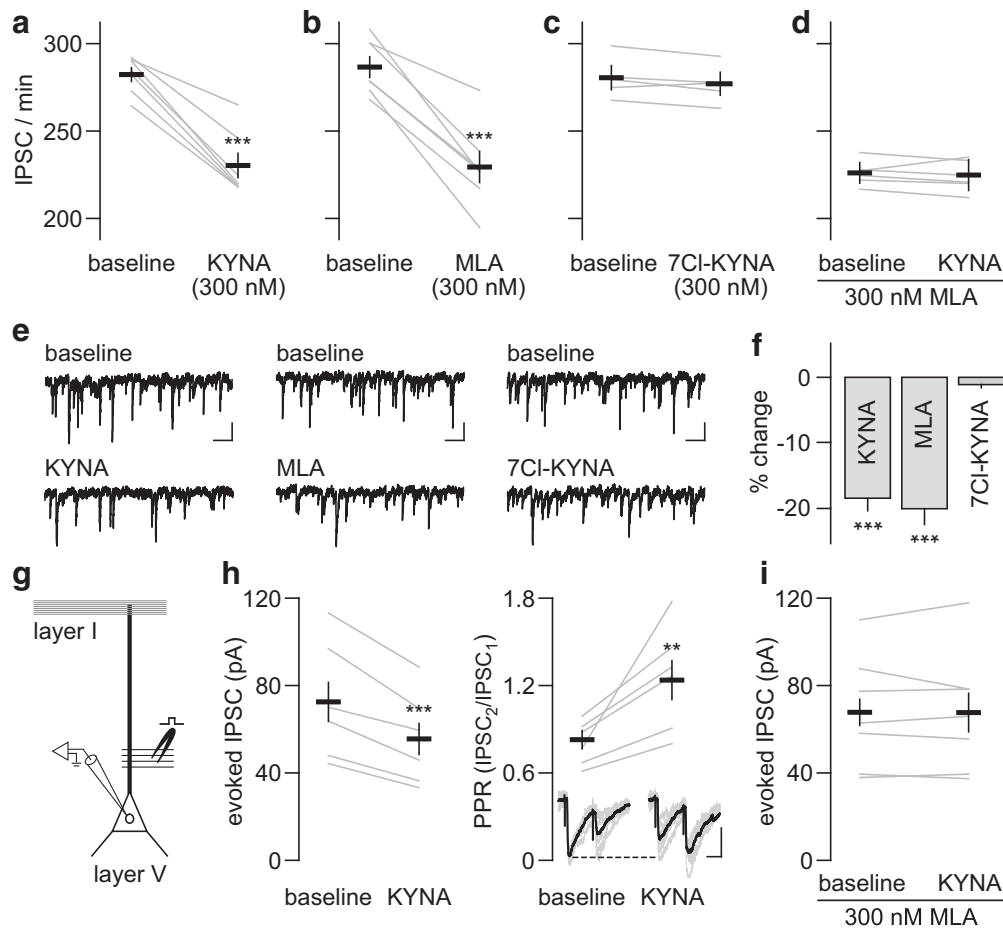 a
b
c
d
300
250
200
IPSC / min
***
***
baseline
KYNA
(300 nM)
baseline
MLA
(300 nM)
baseline
7Cl-KYNA
(300 nM)
baseline
KYNA
300 nM MLA
e
baseline
baseline
baseline
KYNA
MLA
7Cl-KYNA
f
0
-10
-20
% change
KYNA
MLA
7Cl-KYNA
***
***
g
layer I
layer V
h
120
80
40
0
evoked IPSC (pA)
***
baseline
KYNA
1.8
1.2
0.6
0
PPR (IPSC2/IPSC1)
**
baseline
KYNA
i
120
80
40
0
evoked IPSC (pA)
baseline
KYNA
300 nM MLA